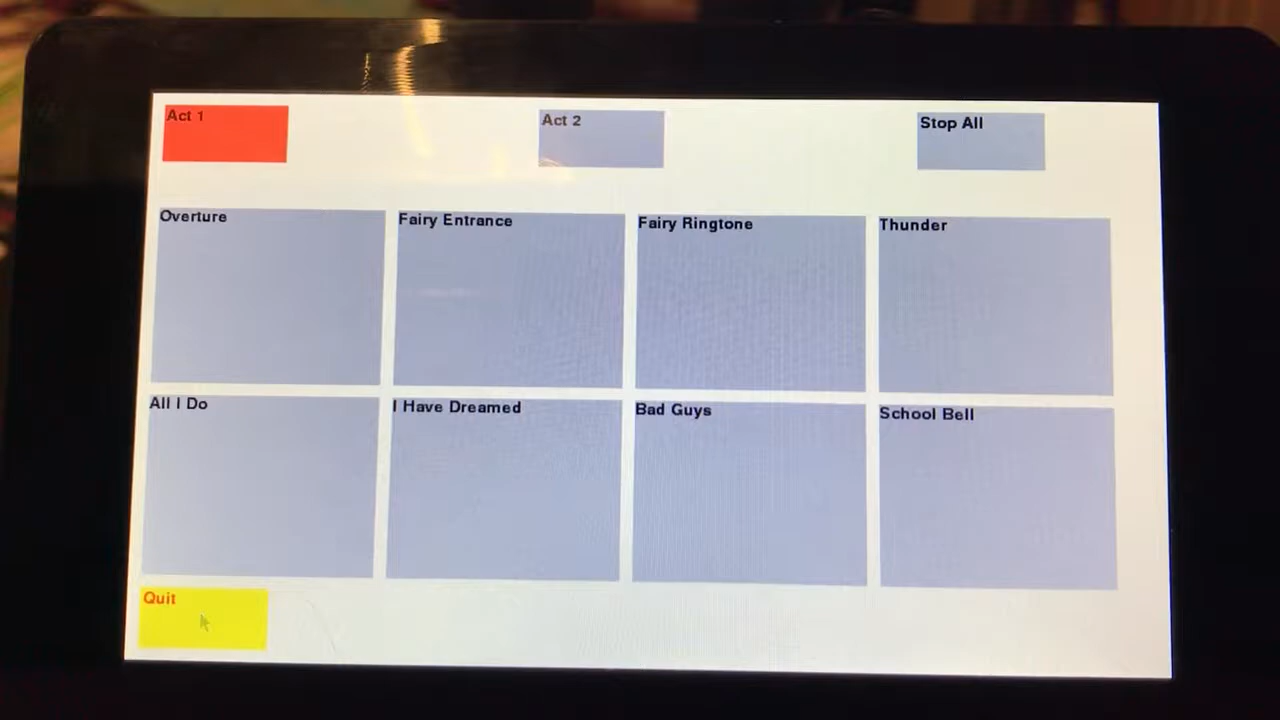 Act 1
Act 2
Stop All
Overture
Fairy Entrance
Fairy Ringtone
Thunder
All I Do
I Have Dreamed
Bad Guys
School Bell
Quit